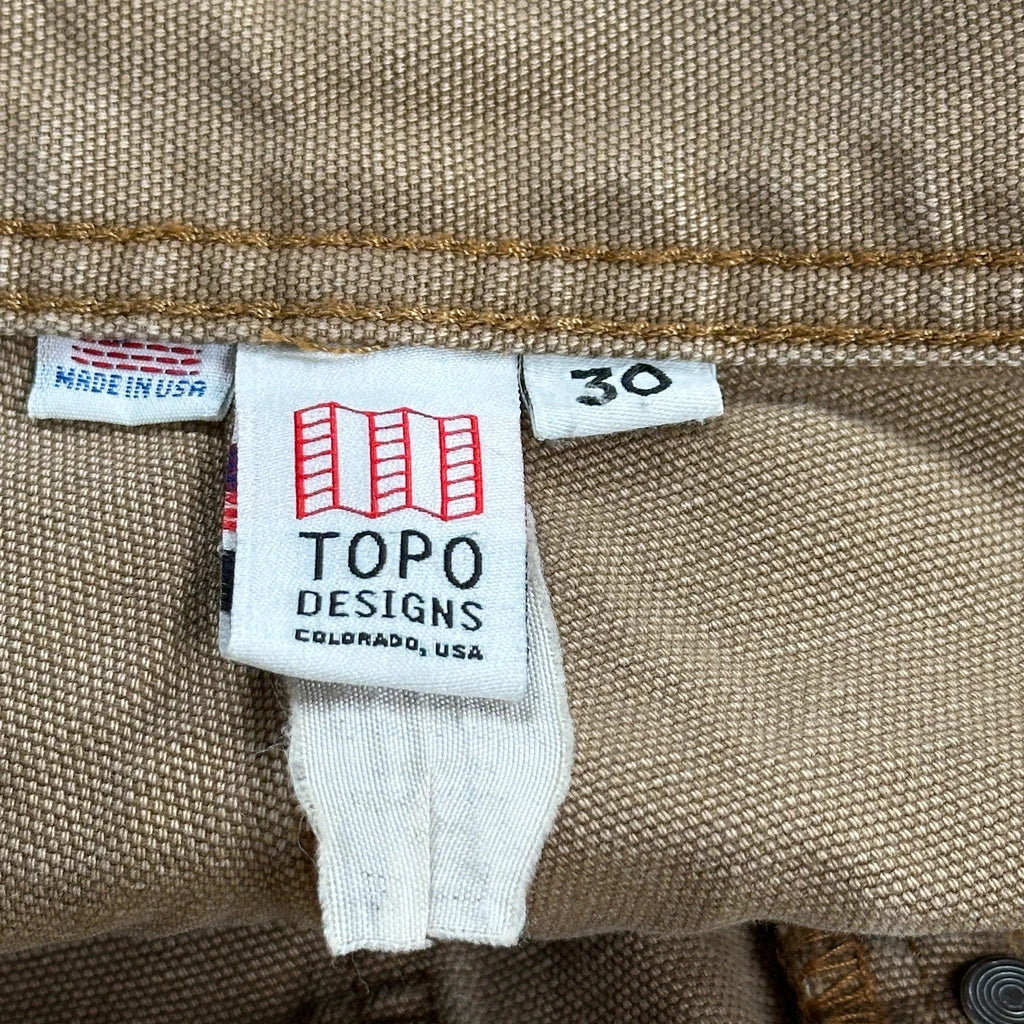 MADE IN USA
30
TOPO
DESIGNS
COLORADO, USA